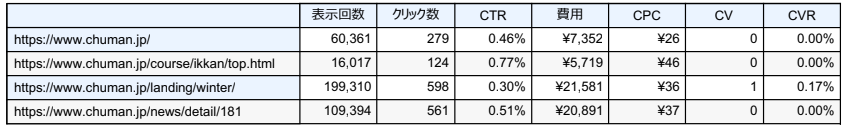 表示回数 クリック数 CTR 費用 CPC CV CVR
https://www.chuman.jp/ 60,361 279 0.46% ¥7,352 ¥26 0 0.00%
https://www.chuman.jp/course/ikkan/top.html 16,017 124 0.77% ¥5,719 ¥46 0 0.00%
https://www.chuman.jp/landing/winter/ 199,310 598 0.30% ¥21,581 ¥36 1 0.17%
https://www.chuman.jp/news/detail/181 109,394 561 0.51% ¥20,891 ¥37 0 0.00%